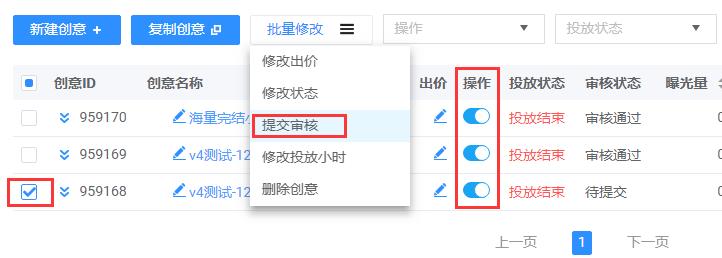 新建创意 + 复制创意 批量修改 操作 投放状态
修改出价
创意ID 创意名称 出价 操作 投放状态 审核状态 曝光量
修改状态
959170 海量完结小 投放结束 审核通过 0
提交审核
959169 v4测试-12 投放结束 审核通过 0
修改投放小时
959168 v4测试-12 投放结束 待提交 0
删除创意
上一页 1 下一页